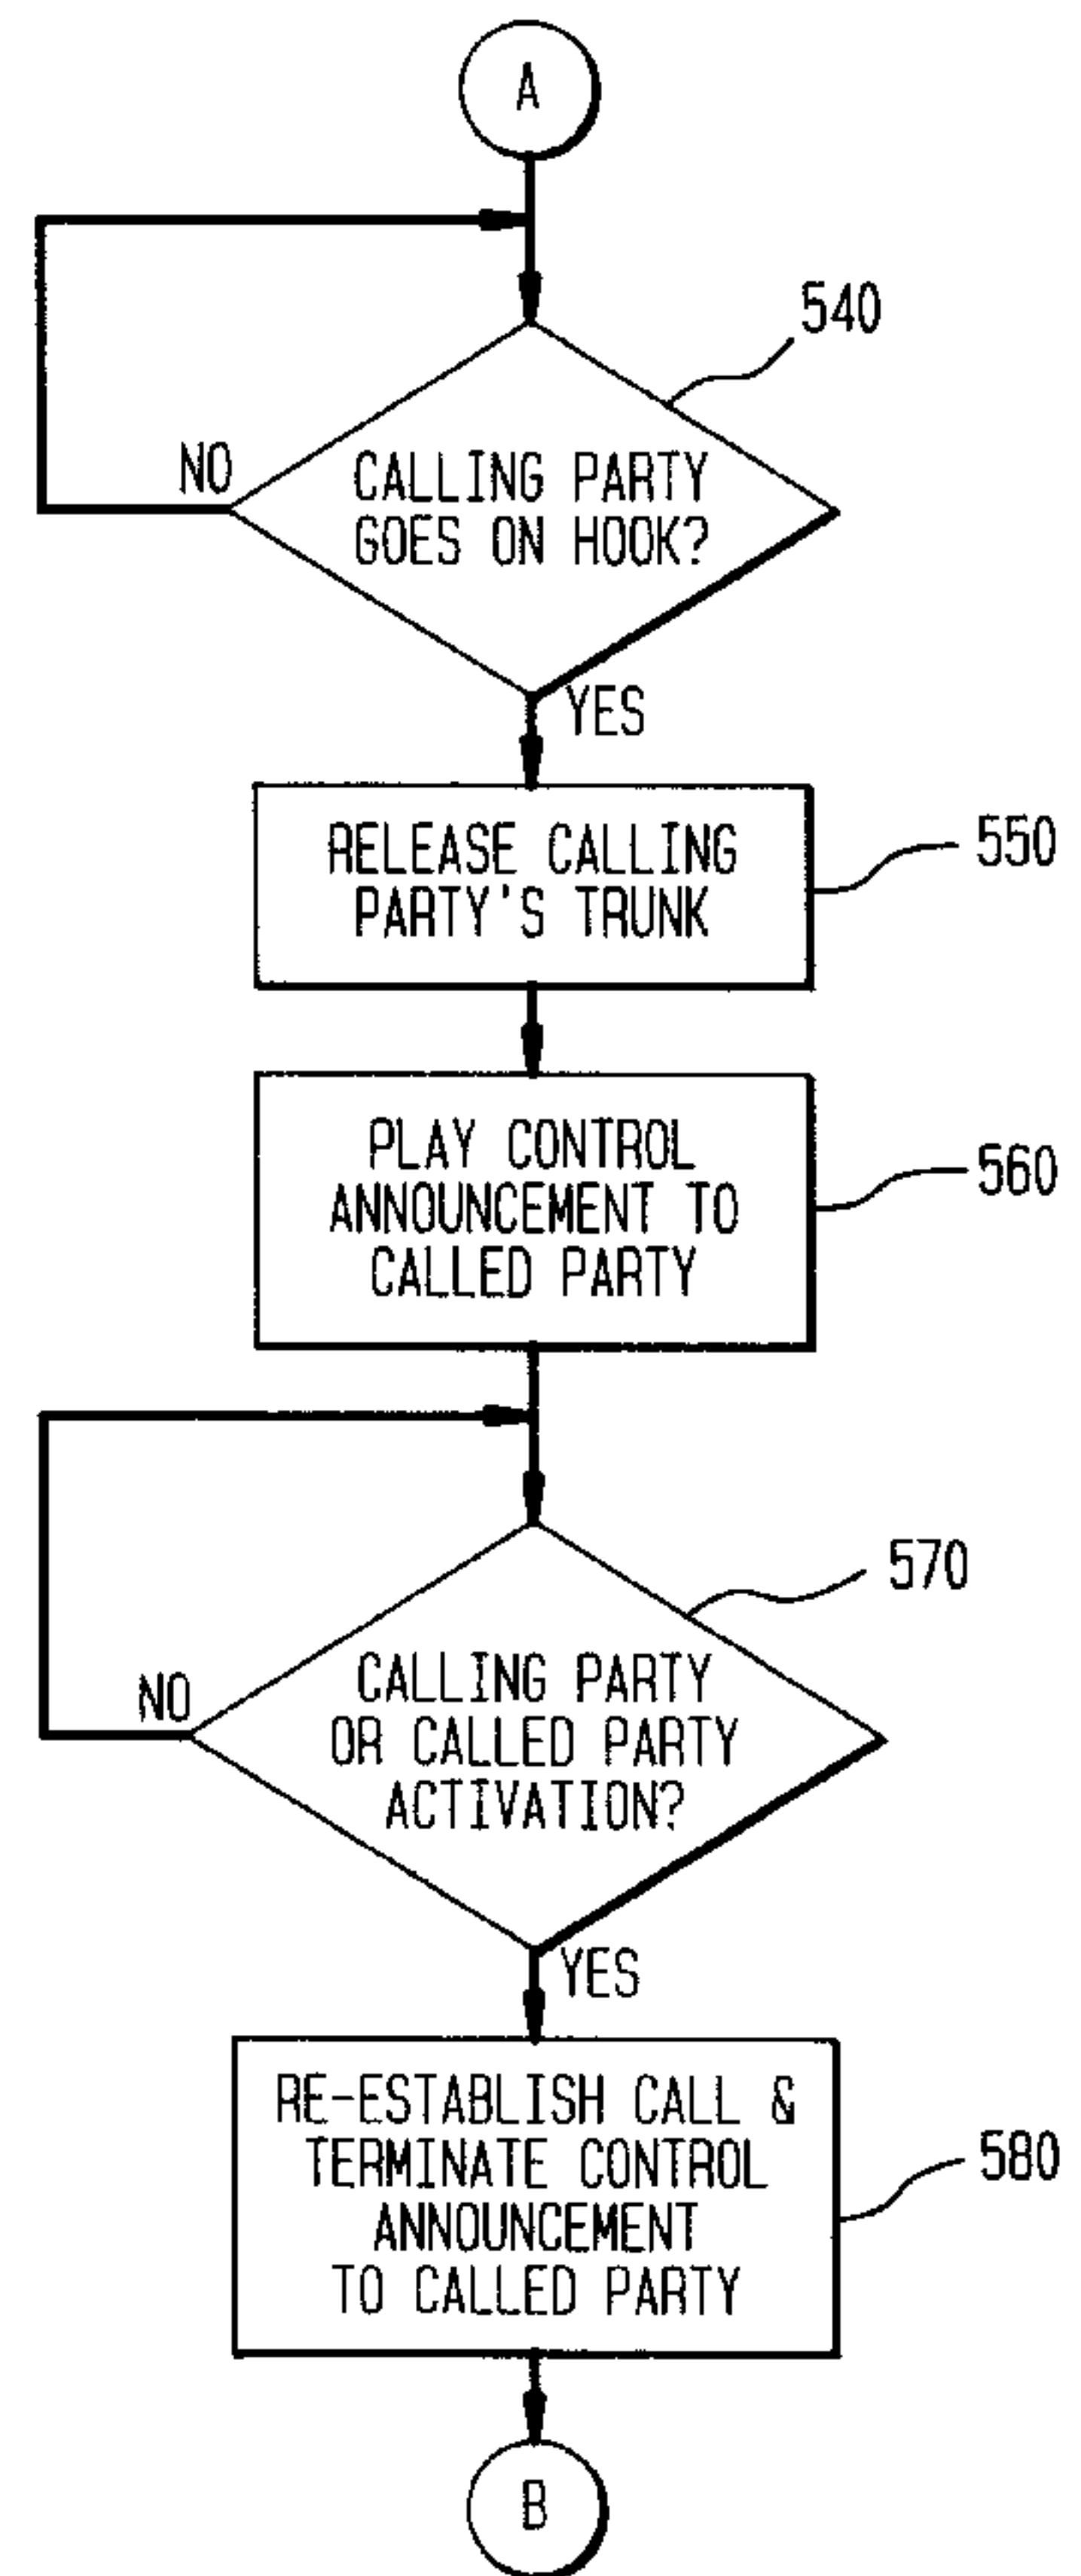 A
540
NO
CALLING PARTY
GOES ON HOOK?
YES
RELEASE CALLING
PARTY'S TRUNK
550
PLAY CONTROL
ANNOUNCEMENT TO
CALLED PARTY
560
570
CALLING PARTY
OR CALLED PARTY
ACTIVATION?
NO
YES
RE-ESTABLISH CALL &
TERMINATE CONTROL
ANNOUNCEMENT
TO CALLED PARTY
580
B